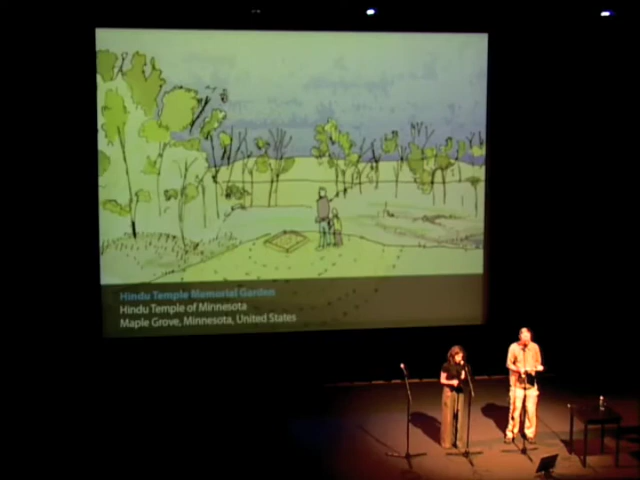 Hindu Temple Memorial Garden
Hindu Temple of Minnesota
Maple Grove, Minnesota, United States